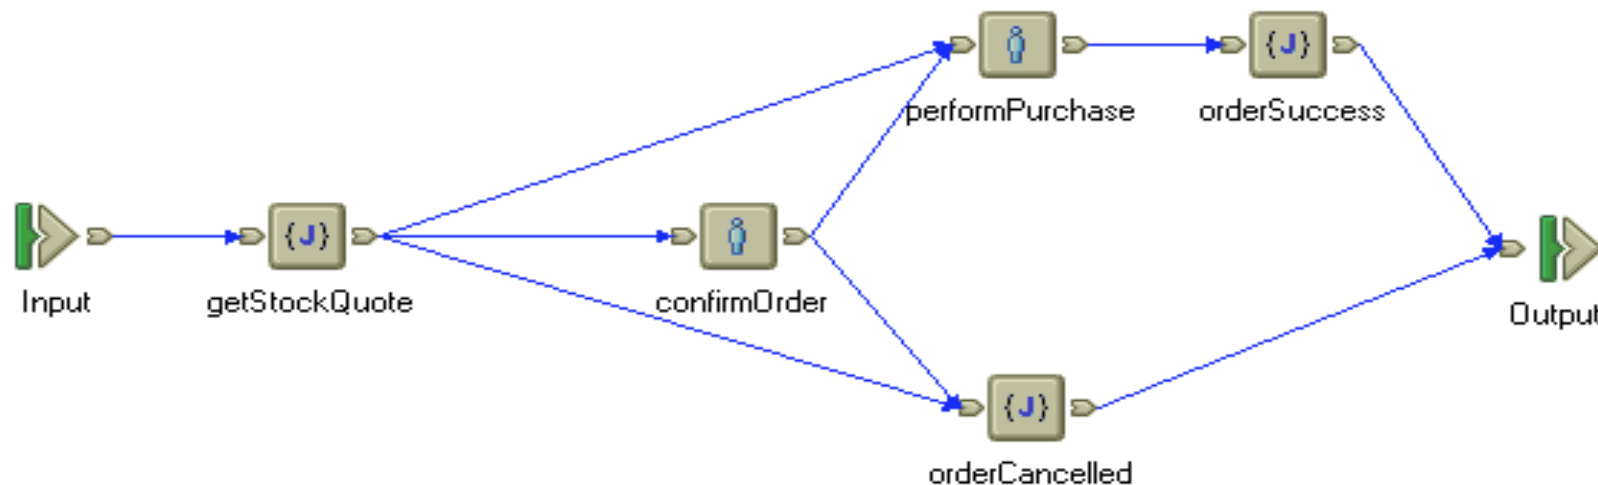 {J}
performPurchase
orderSuccess
{J}
Input
getStockQuote
confirmOrder
Output
{J}
orderCancelled